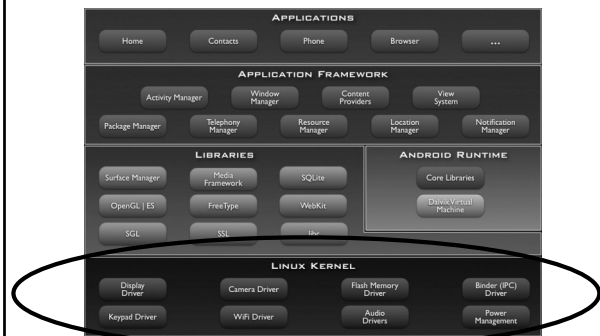 APPLICATIONS
Home Contacts Phone Browser ...
APPLICATION FRAMEWORK
Activity Manager Window Manager Content Providers View System
Package Manager Telephony Manager Resource Manager Location Manager Notification Manager
LIBRARIES ANDROID RUNTIME
Surface Manager Media Framework SQLite Core Libraries
OpenGL | ES FreeType WebKit Dalvik Virtual Machine
SGL SSL libc
LINUX KERNEL
Display Driver Camera Driver Flash Memory Driver Binder (IPC) Driver
Keypad Driver WiFi Driver Audio Drivers Power Management